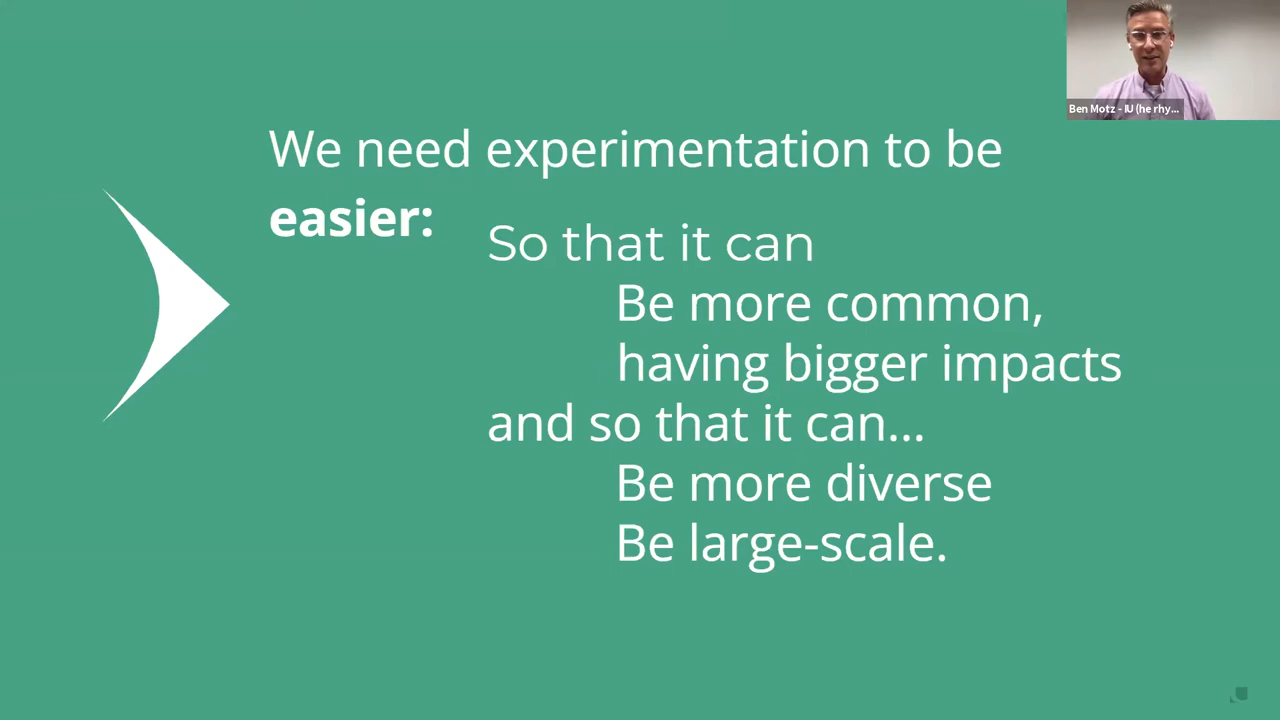 Ben Motz - IU (he rhy...
We need experimentation to be
easier:
So that it can
Be more common,
having bigger impacts
and so that it can...
Be more diverse
Be large-scale.